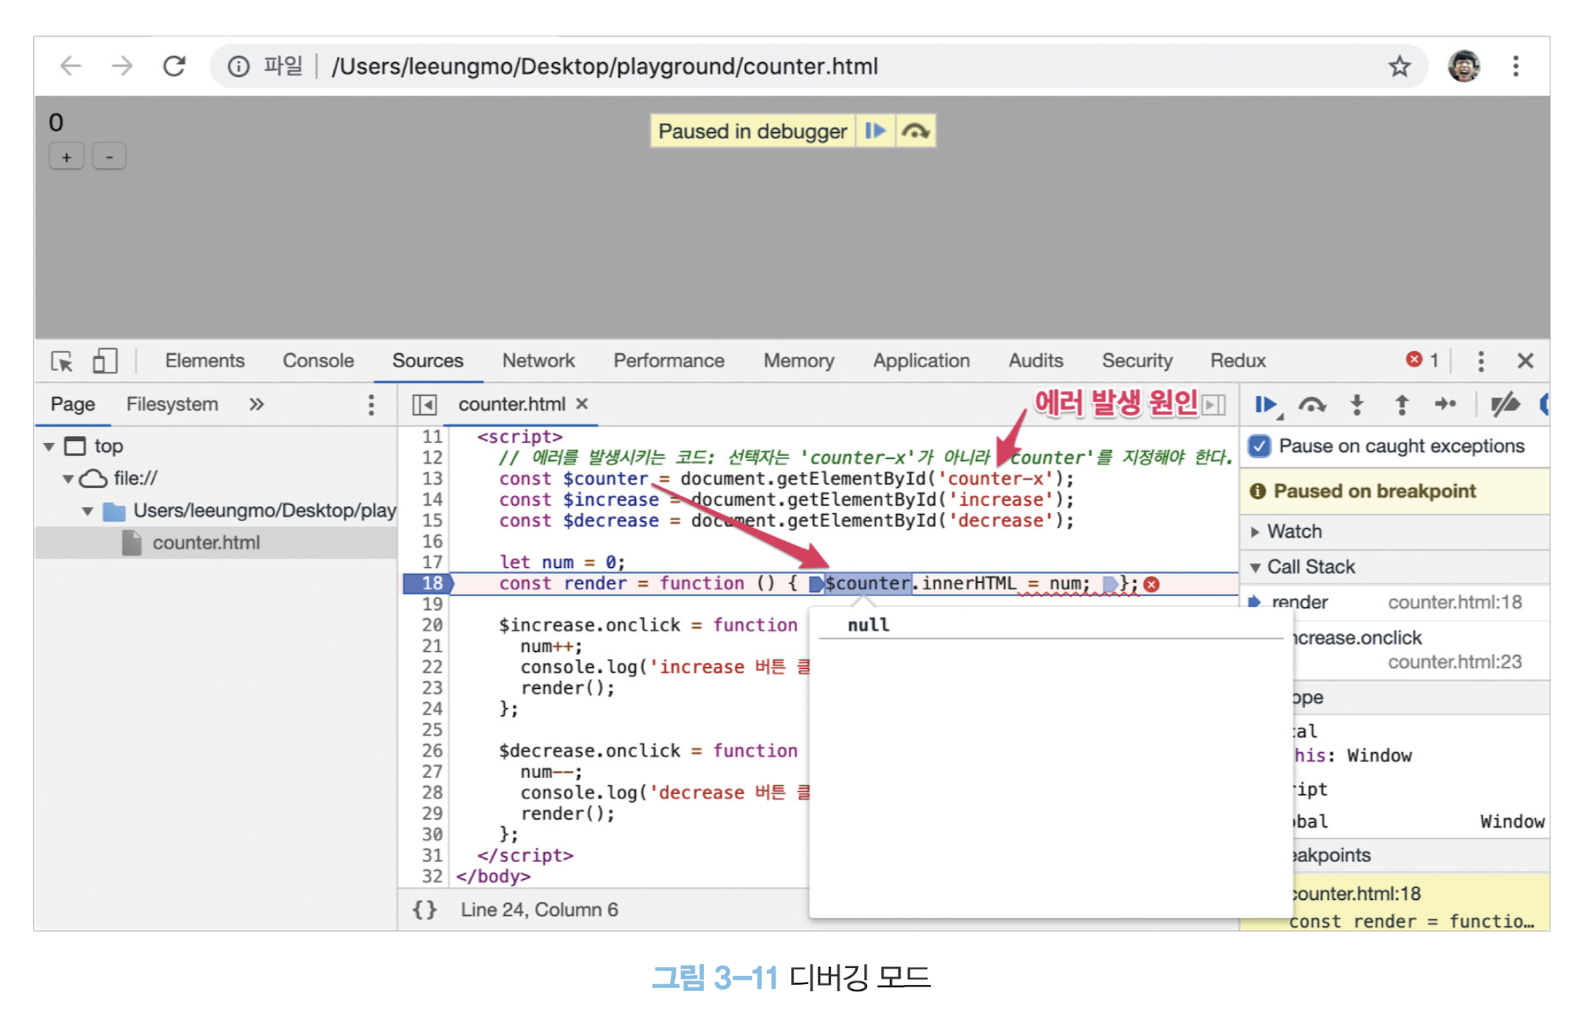 파일 | /Users/leeungmo/Desktop/playground/counter.html
0
Paused in debugger
+ -
Elements Console Sources Network Performance Memory Application Audits Security Redux 1
Page Filesystem »
counter.html ×
에러 발생 원인
top
file://
Users/leeungmo/Desktop/play
counter.html
11 <script>
12 // 에러를 발생시키는 코드: 선택자는 'counter-x'가 아니라 'counter'를 지정해야 한다.
13 const $counter = document.getElementById('counter-x');
14 const $increase = document.getElementById('increase');
15 const $decrease = document.getElementById('decrease');
16
17 let num = 0;
18 const render = function () { $counter.innerHTML = num; };
19
20 $increase.onclick = function
21 num++;
22 console.log('increase 버튼 클
23 render();
24 };
25
26 $decrease.onclick = function
27 num--;
28 console.log('decrease 버튼 클
29 render();
30 };
31 </script>
32 </body>
null
{} Line 24, Column 6
Pause on caught exceptions
Paused on breakpoint
Watch
Call Stack
render counter.html:18
ncrease.onclick
counter.html:23
ope
cal
his: Window
ript
obal Window
eakpoints
counter.html:18
const render = functio…
그림 3-11 디버깅 모드